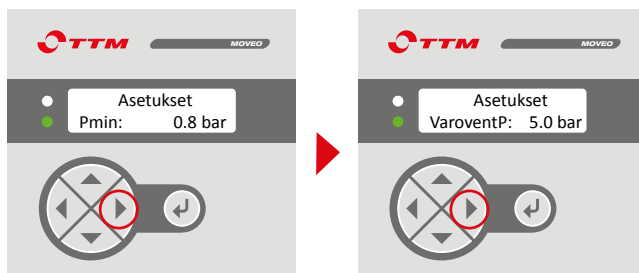 TTM MOVEO
Asetukset
Pmin: 0.8 bar
TTM MOVEO
Asetukset
VaroventP: 5.0 bar